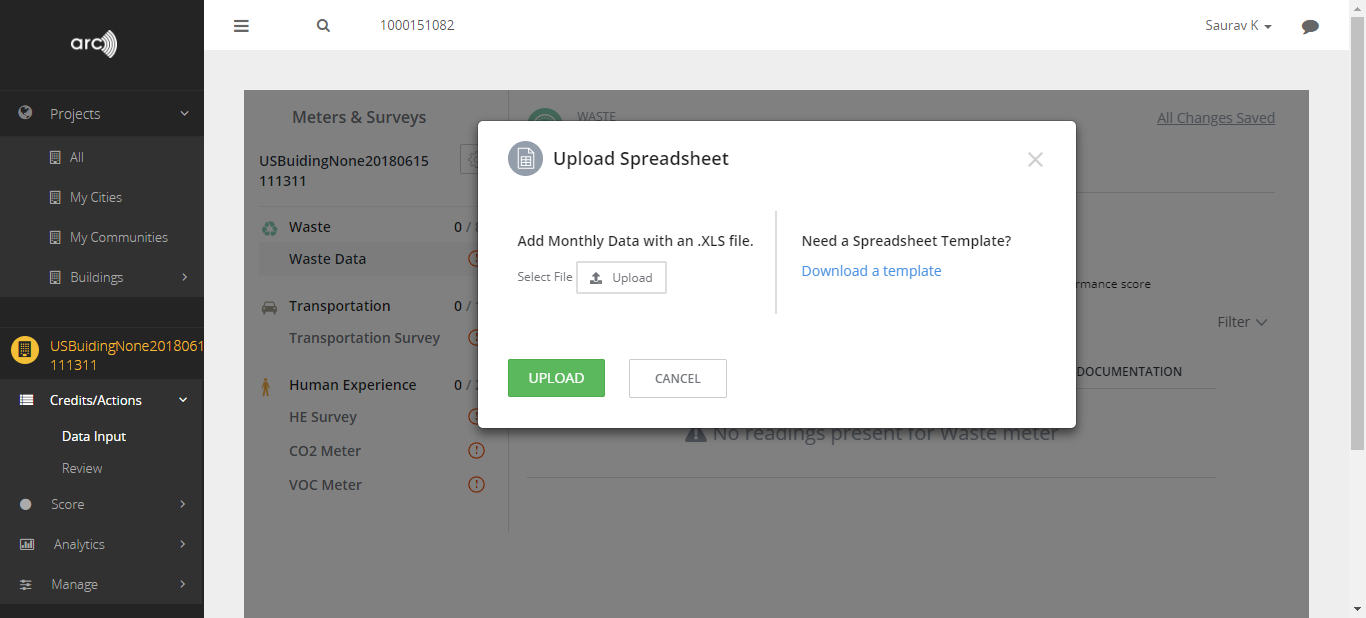 arc
1000151082
Saurav K
Projects
All
My Cities
My Communities
Buildings
USBuidingNone2018061
111311
Credits/Actions
Data Input
Review
Score
Analytics
Manage
Meters & Surveys
USBuidingNone20180615
111311
Waste 0 / 8
Waste Data
Transportation 0 / 1
Transportation Survey
Human Experience 0 / 2
HE Survey
CO2 Meter
VOC Meter
WASTE
All Changes Saved
Upload Spreadsheet
Add Monthly Data with an .XLS file.
Select File Upload
Need a Spreadsheet Template?
Download a template
UPLOAD
CANCEL
rmance score
Filter
DOCUMENTATION
No readings present for Waste meter